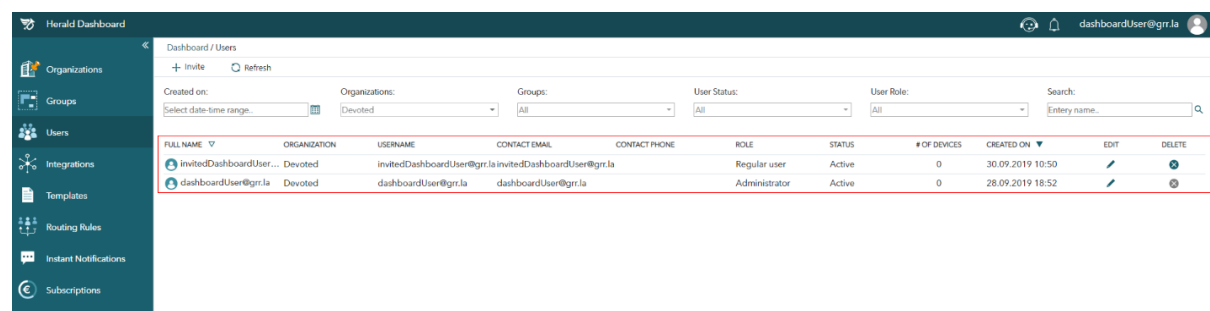 Herald Dashboard
dashboardUser@grr.la
«
Organizations
Groups
Users
Integrations
Templates
Routing Rules
Instant Notifications
Subscriptions
Dashboard / Users
+ Invite Refresh
Created on: Organizations: Groups: User Status: User Role: Search:
Select date-time range.. Devoted All All All Entery name..
FULL NAME ORGANIZATION USERNAME CONTACT EMAIL CONTACT PHONE ROLE STATUS # OF DEVICES CREATED ON EDIT DELETE
invitedDashboardUser... Devoted invitedDashboardUser@grr.la invitedDashboardUser@grr.la Regular user Active 0 30.09.2019 10:50
dashboardUser@grr.la Devoted dashboardUser@grr.la dashboardUser@grr.la Administrator Active 0 28.09.2019 18:52